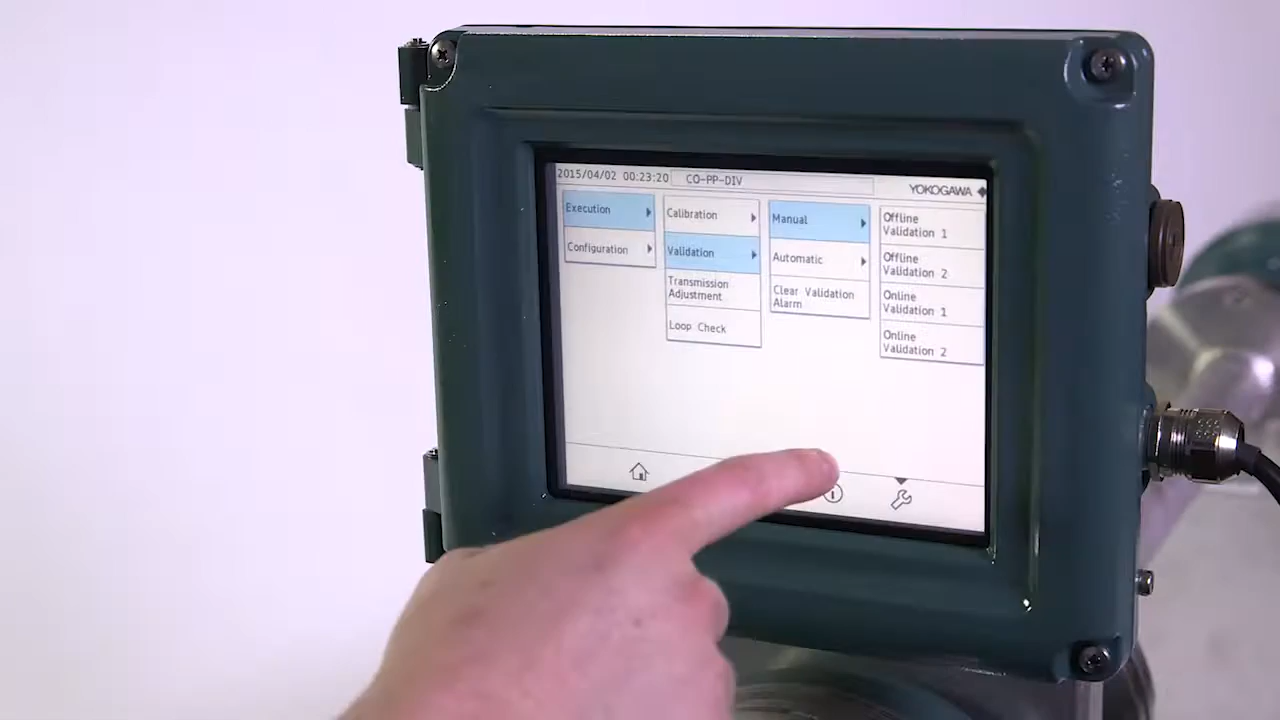 2015/04/02 00:23:20 CO-PP-DIV YOKOGAWA
Execution
Configuration
Calibration
Validation
Transmission
Adjustment
Loop Check
Manual
Automatic
Clear Validation
Alarm
Offline
Validation 1
Offline
Validation 2
Online
Validation 1
Online
Validation 2